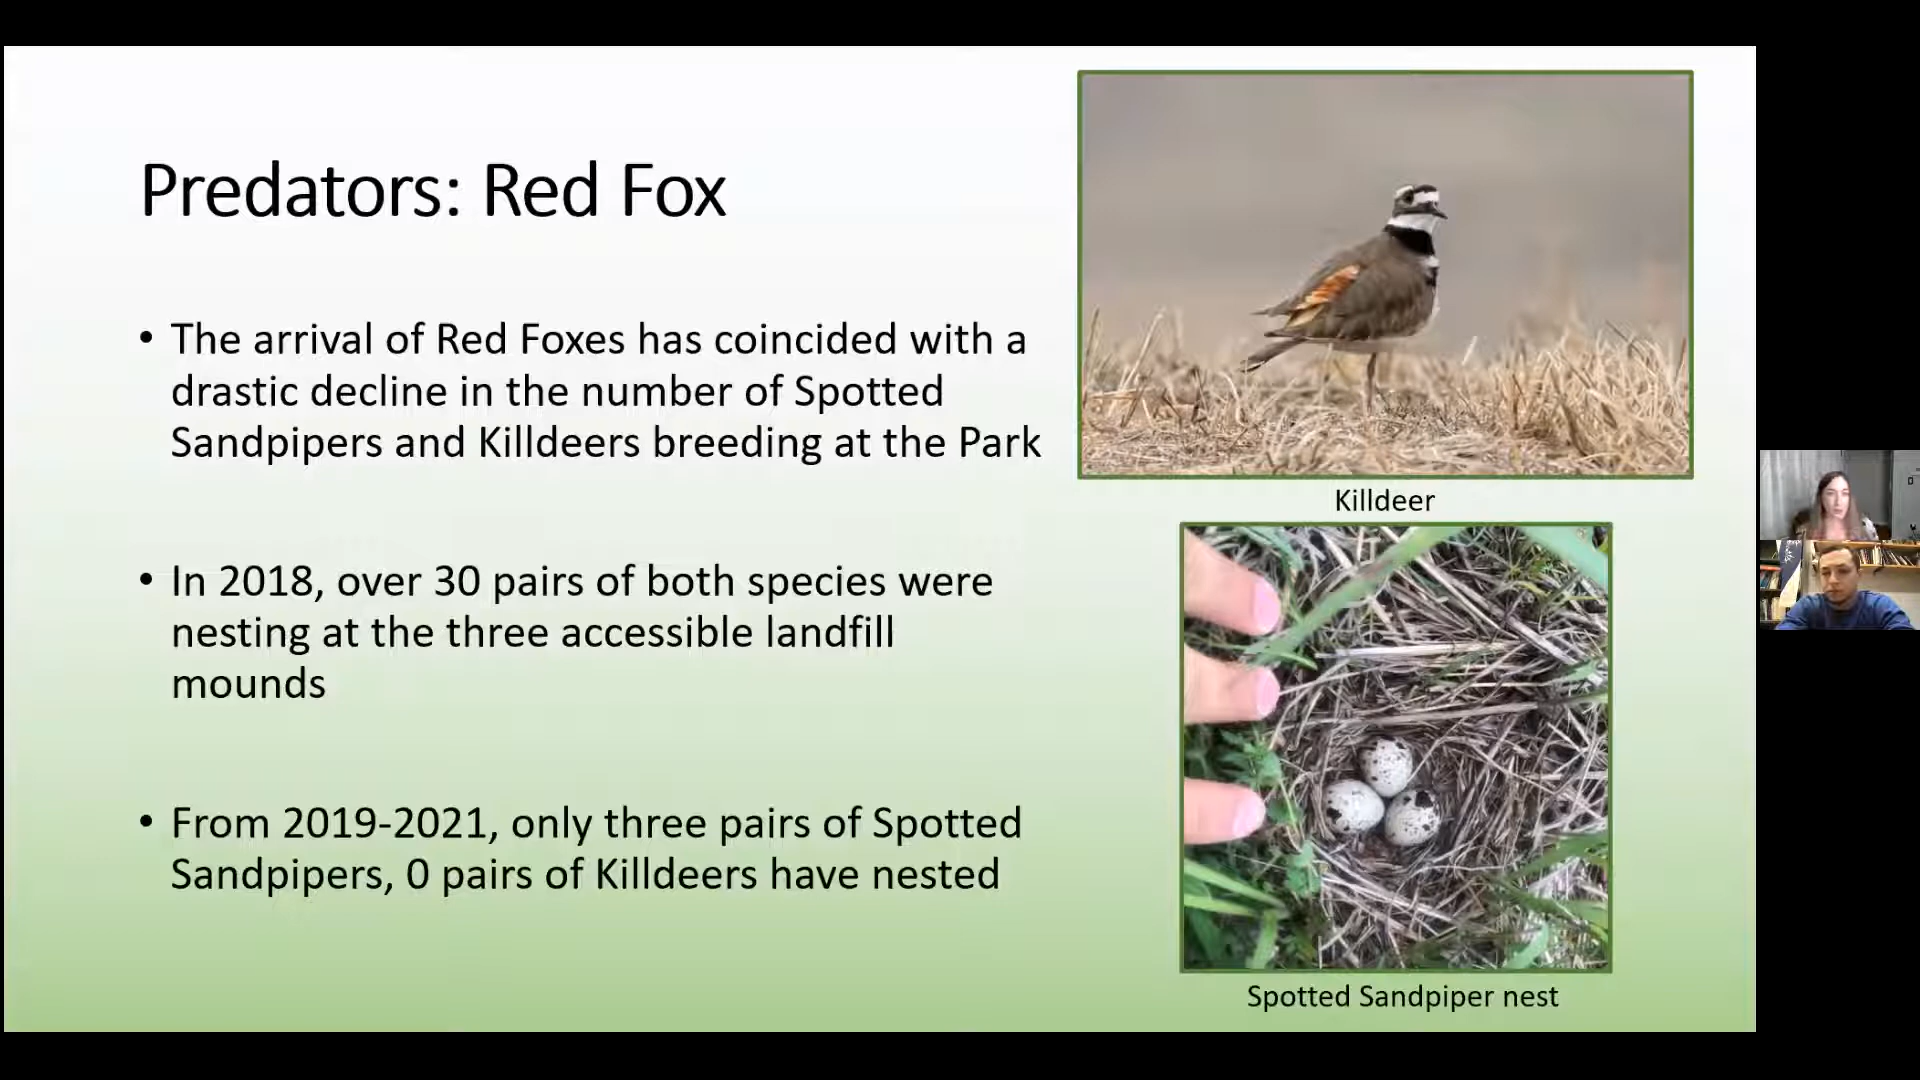 Predators: Red Fox
• The arrival of Red Foxes has coincided with a
drastic decline in the number of Spotted
Sandpipers and Killdeers breeding at the Park
• In 2018, over 30 pairs of both species were
nesting at the three accessible landfill
mounds
• From 2019-2021, only three pairs of Spotted
Sandpipers, 0 pairs of Killdeers have nested
Killdeer
Spotted Sandpiper nest